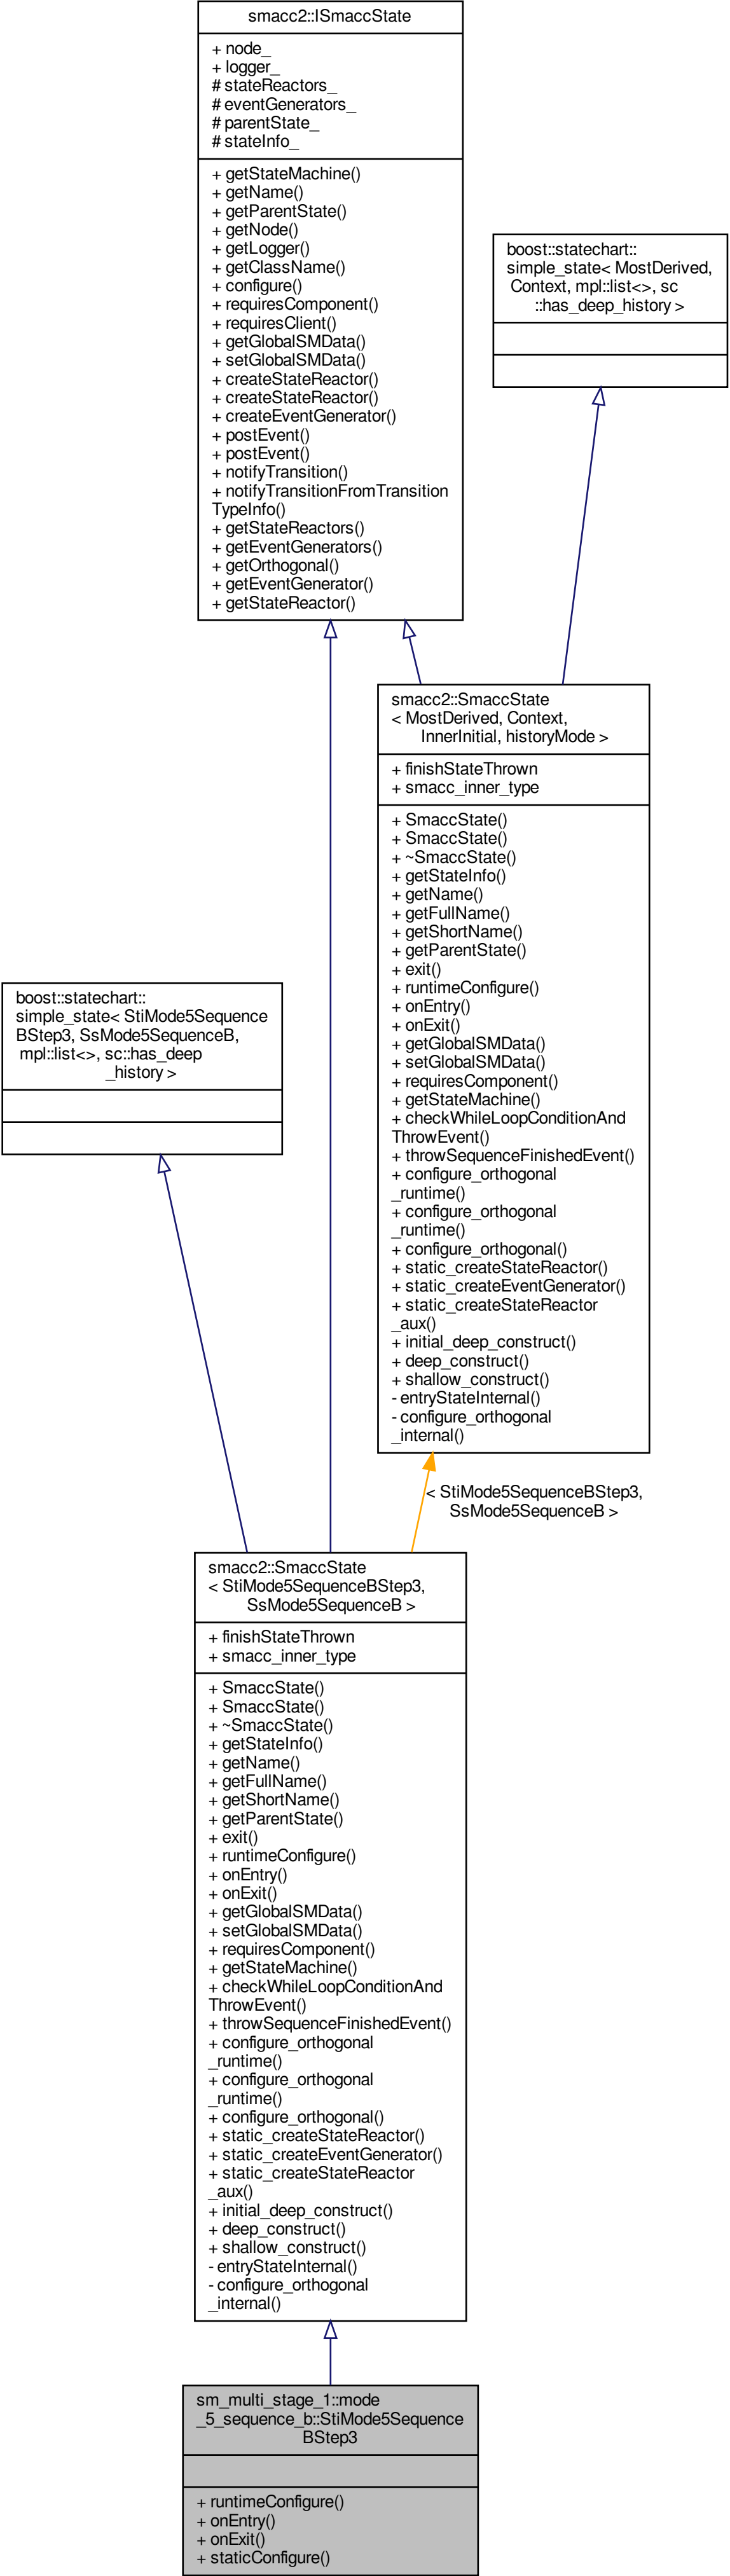 smacc2::ISmaccState
+ node_
+ logger_
# stateReactors_
# eventGenerators_
# parentState_
# stateInfo_
+ getStateMachine()
+ getName()
+ getParentState()
+ getNode()
+ getLogger()
+ getClassName()
+ configure()
+ requiresComponent()
+ requiresClient()
+ getGlobalSMData()
+ setGlobalSMData()
+ createStateReactor()
+ createStateReactor()
+ createEventGenerator()
+ postEvent()
+ postEvent()
+ notifyTransition()
+ notifyTransitionFromTransition
TypeInfo()
+ getStateReactors()
+ getEventGenerators()
+ getOrthogonal()
+ getEventGenerator()
+ getStateReactor()
boost::statechart::
simple_state< MostDerived,
Context, mpl::list<>, sc
::has_deep_history >
smacc2::SmaccState
< MostDerived, Context,
InnerInitial, historyMode >
+ finishStateThrown
+ smacc_inner_type
+ SmaccState()
+ SmaccState()
+ ~SmaccState()
+ getStateInfo()
+ getName()
+ getFullName()
+ getShortName()
+ getParentState()
+ exit()
+ runtimeConfigure()
+ onEntry()
+ onExit()
+ getGlobalSMData()
+ setGlobalSMData()
+ requiresComponent()
+ getStateMachine()
+ checkWhileLoopConditionAnd
ThrowEvent()
+ throwSequenceFinishedEvent()
+ configure_orthogonal
_runtime()
+ configure_orthogonal
_runtime()
+ configure_orthogonal()
+ static_createStateReactor()
+ static_createEventGenerator()
+ static_createStateReactor
_aux()
+ initial_deep_construct()
+ deep_construct()
+ shallow_construct()
- entryStateInternal()
- configure_orthogonal
_internal()
boost::statechart::
simple_state< StiMode5Sequence
BStep3, SsMode5SequenceB,
mpl::list<>, sc::has_deep
_history >
< StiMode5SequenceBStep3,
SsMode5SequenceB >
smacc2::SmaccState
< StiMode5SequenceBStep3,
SsMode5SequenceB >
+ finishStateThrown
+ smacc_inner_type
+ SmaccState()
+ SmaccState()
+ ~SmaccState()
+ getStateInfo()
+ getName()
+ getFullName()
+ getShortName()
+ getParentState()
+ exit()
+ runtimeConfigure()
+ onEntry()
+ onExit()
+ getGlobalSMData()
+ setGlobalSMData()
+ requiresComponent()
+ getStateMachine()
+ checkWhileLoopConditionAnd
ThrowEvent()
+ throwSequenceFinishedEvent()
+ configure_orthogonal
_runtime()
+ configure_orthogonal
_runtime()
+ configure_orthogonal()
+ static_createStateReactor()
+ static_createEventGenerator()
+ static_createStateReactor
_aux()
+ initial_deep_construct()
+ deep_construct()
+ shallow_construct()
- entryStateInternal()
- configure_orthogonal
_internal()
sm_multi_stage_1::mode
_5_sequence_b::StiMode5Sequence
BStep3
+ runtimeConfigure()
+ onEntry()
+ onExit()
+ staticConfigure()